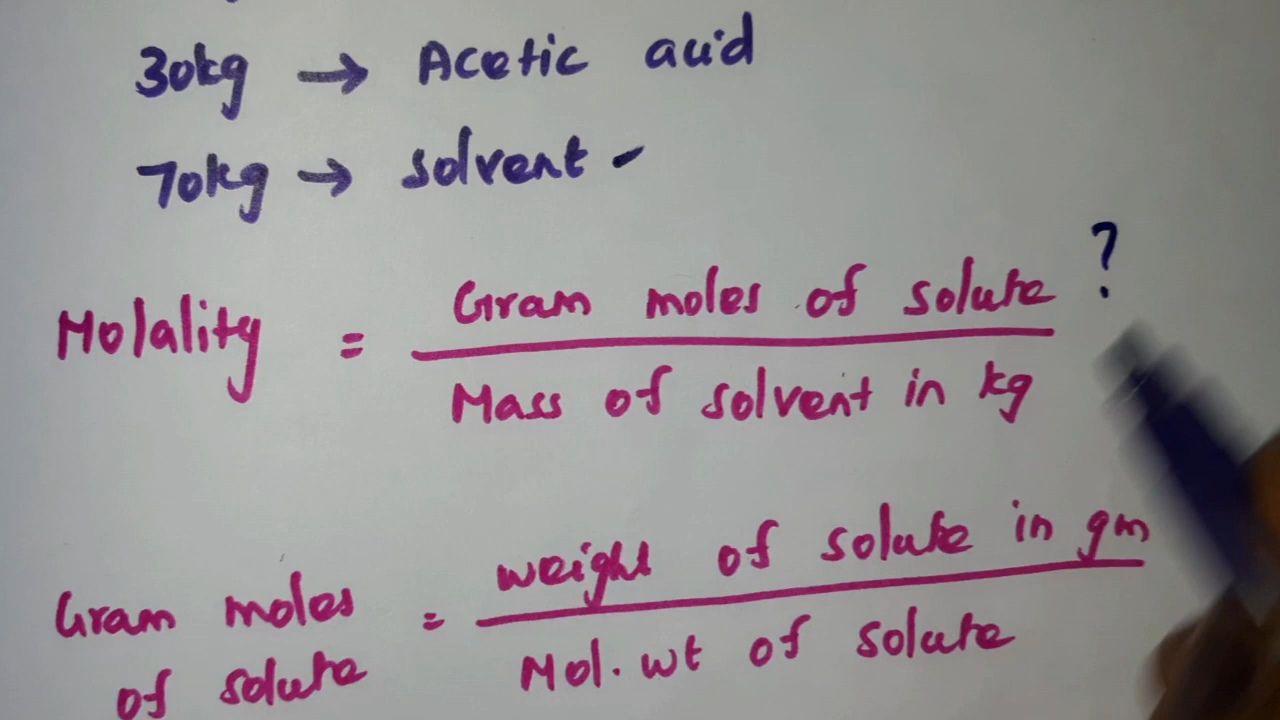 30kg → Acetic acid
70kg → solvent -
Molality = Gram moles of solute ?
Mass of solvent in kg
Gram moles of solute = weight of solute in gm
Mol. wt of solute